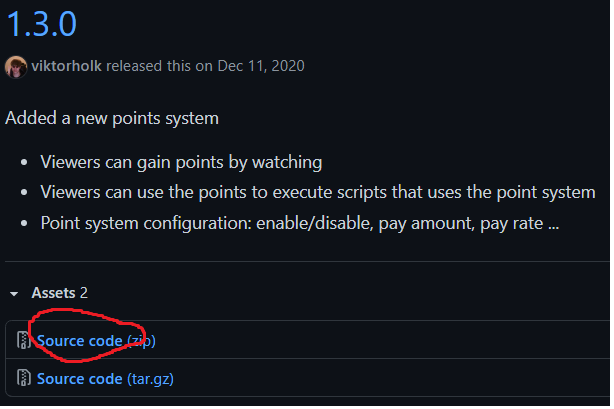 1.3.0
viktorholk released this on Dec 11, 2020
Added a new points system
Viewers can gain points by watching
Viewers can use the points to execute scripts that uses the point system
Point system configuration: enable/disable, pay amount, pay rate ...
Assets 2
Source code (zip)
Source code (tar.gz)